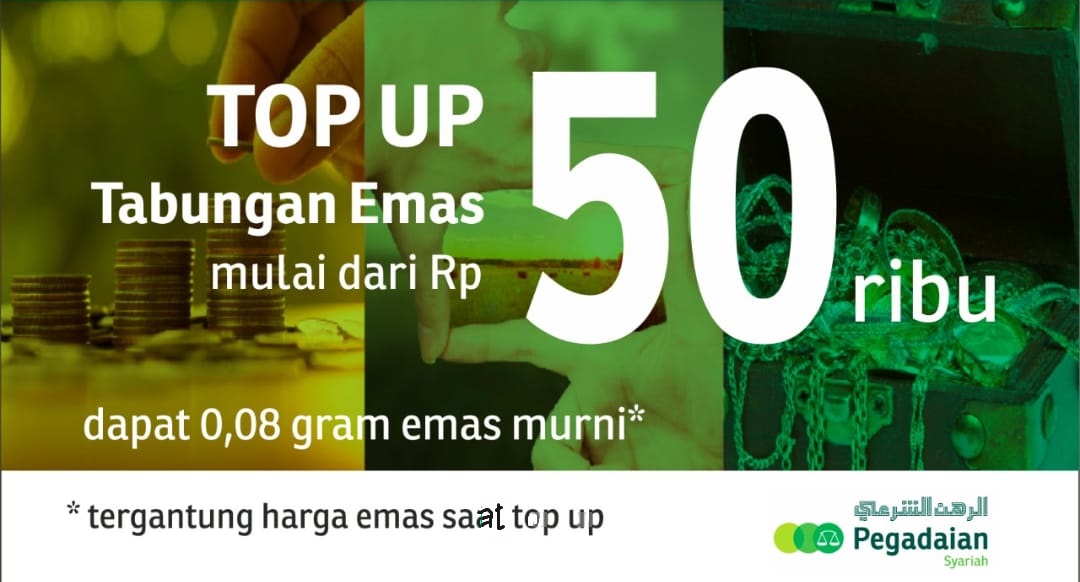 TOP UP
Tabungan Emas
mulai dari Rp
50
ribu
dapat 0,08 gram emas murni*
* tergantung harga emas saat top up
الرهن الشرعي
Pegadaian
Syariah